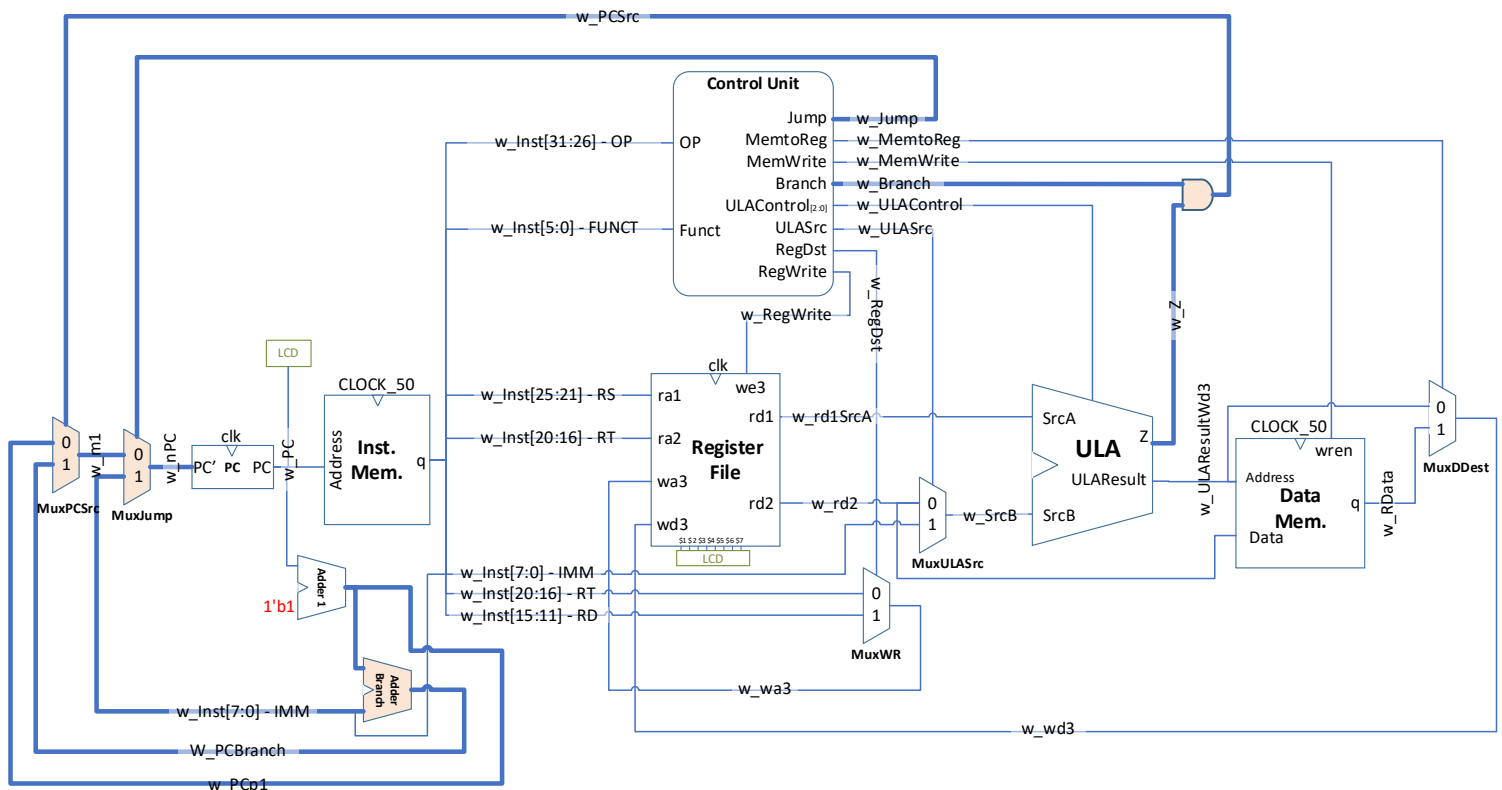 w_PCSrc
Control Unit
Jump
w_Jump
MemtoReg
w_MemtoReg
MemWrite
w_MemWrite
Branch
w_Branch
ULAControl[2:0]
w_ULAControl
ULASrc
w_ULASrc
RegDst
RegWrite
OP
Funct
w_Inst[31:26] - OP
w_Inst[5:0] - FUNCT
w_RegWrite
w_RegDst
w_Z
LCD
CLOCK_50
Address
Inst.
Mem.
q
0
1
MuxPCSrc
w_m1
0
1
MuxJump
w_nPC
clk
PC'
PC
PC
w_PC
w_Inst[25:21] - RS
w_Inst[20:16] - RT
clk
we3
ra1
rd1
ra2
Register
File
wa3
rd2
wd3
$1 $2 $3 $4 $5 $6 $7
LCD
w_rd1SrcA
w_rd2
0
1
MuxULASrc
w_SrcB
SrcA
ULA
Z
ULAResult
SrcB
w_ULAResultWd3
CLOCK_50
wren
Address
Data
Mem.
q
Data
w_RData
0
1
MuxDDest
Adder 1
1'b1
w_Inst[7:0] - IMM
w_Inst[20:16] - RT
w_Inst[15:11] - RD
0
1
MuxWR
Adder
Branch
w_wa3
w_Inst[7:0] - IMM
w_wd3
W_PCBranch
w_PCp1